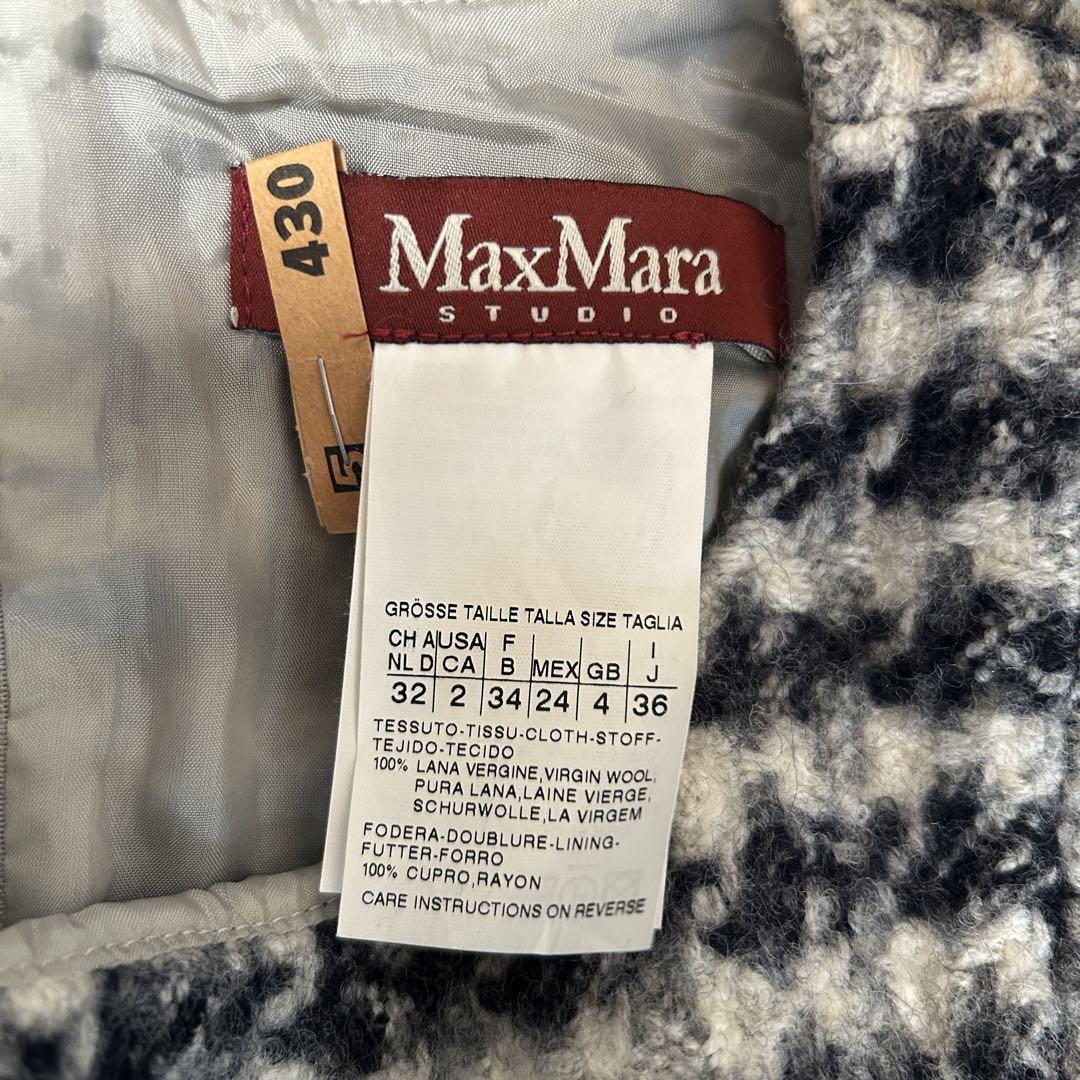 430
MaxMara
STUDIO
5
GRÖSSE TAILLE TALLA SIZE TAGLIA
CH A USA F I
NL D CA B MEX GB J
32 2 34 24 4 36
TESSUTO-TISSU-CLOTH-STOFF-
TEJIDO-TECIDO
100% LANA VERGINE,VIRGIN WOOL,
PURA LANA,LAINE VIERGE,
SCHURWOLLE,LA VIRGEM
FODERA-DOUBLURE-LINING-
FUTTER-FORRO
100% CUPRO,RAYON
CARE INSTRUCTIONS ON REVERSE